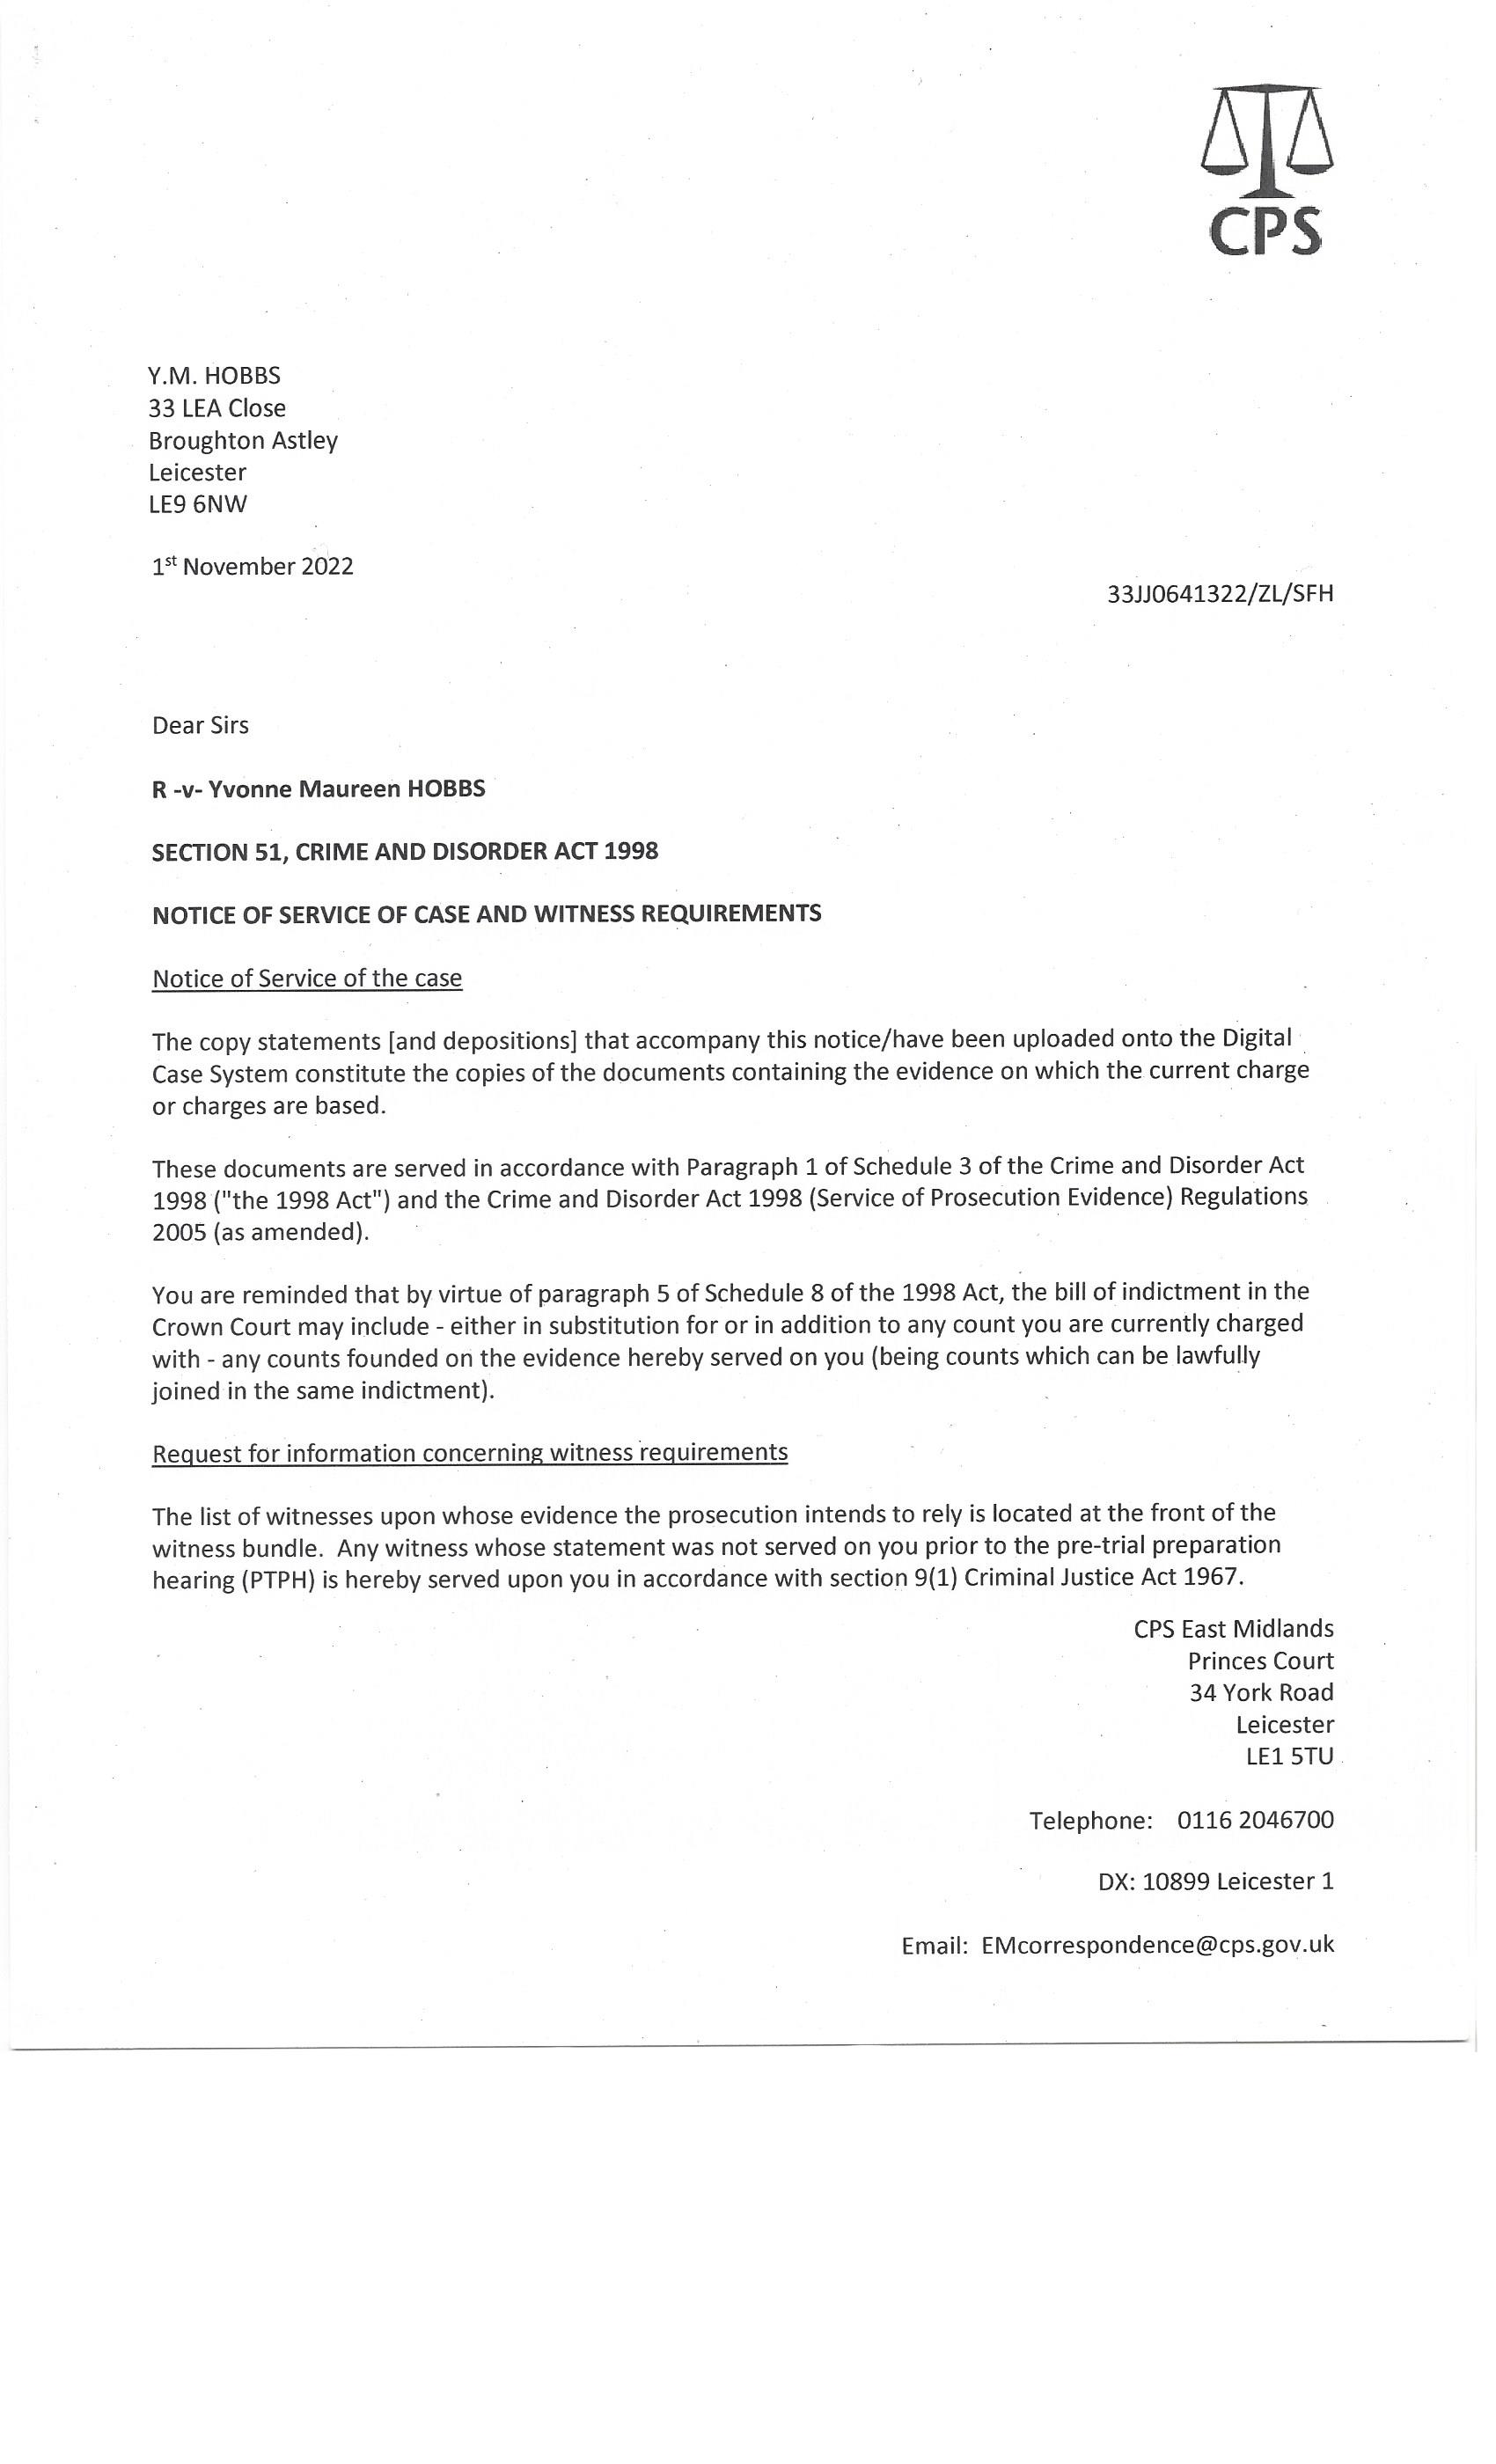 CPS
Y.M. HOBBS
33 LEA Close
Broughton Astley
Leicester
LE9 6NW
1st November 2022
33JJ0641322/ZL/SFH
Dear Sirs
R -v- Yvonne Maureen HOBBS
SECTION 51, CRIME AND DISORDER ACT 1998
NOTICE OF SERVICE OF CASE AND WITNESS REQUIREMENTS
Notice of Service of the case
The copy statements [and depositions] that accompany this notice/have been uploaded onto the Digital
Case System constitute the copies of the documents containing the evidence on which the current charge
or charges are based.
These documents are served in accordance with Paragraph 1 of Schedule 3 of the Crime and Disorder Act
1998 ("the 1998 Act") and the Crime and Disorder Act 1998 (Service of Prosecution Evidence) Regulations
2005 (as amended).
You are reminded that by virtue of paragraph 5 of Schedule 8 of the 1998 Act, the bill of indictment in the
Crown Court may include - either in substitution for or in addition to any count you are currently charged
with - any counts founded on the evidence hereby served on you (being counts which can be lawfully
joined in the same indictment).
Request for information concerning witness requirements
The list of witnesses upon whose evidence the prosecution intends to rely is located at the front of the
witness bundle.  Any witness whose statement was not served on you prior to the pre-trial preparation
hearing (PTPH) is hereby served upon you in accordance with section 9(1) Criminal Justice Act 1967.
CPS East Midlands
Princes Court
34 York Road
Leicester
LE1 5TU
Telephone:   0116 2046700
DX: 10899 Leicester 1
Email:  EMcorrespondence@cps.gov.uk